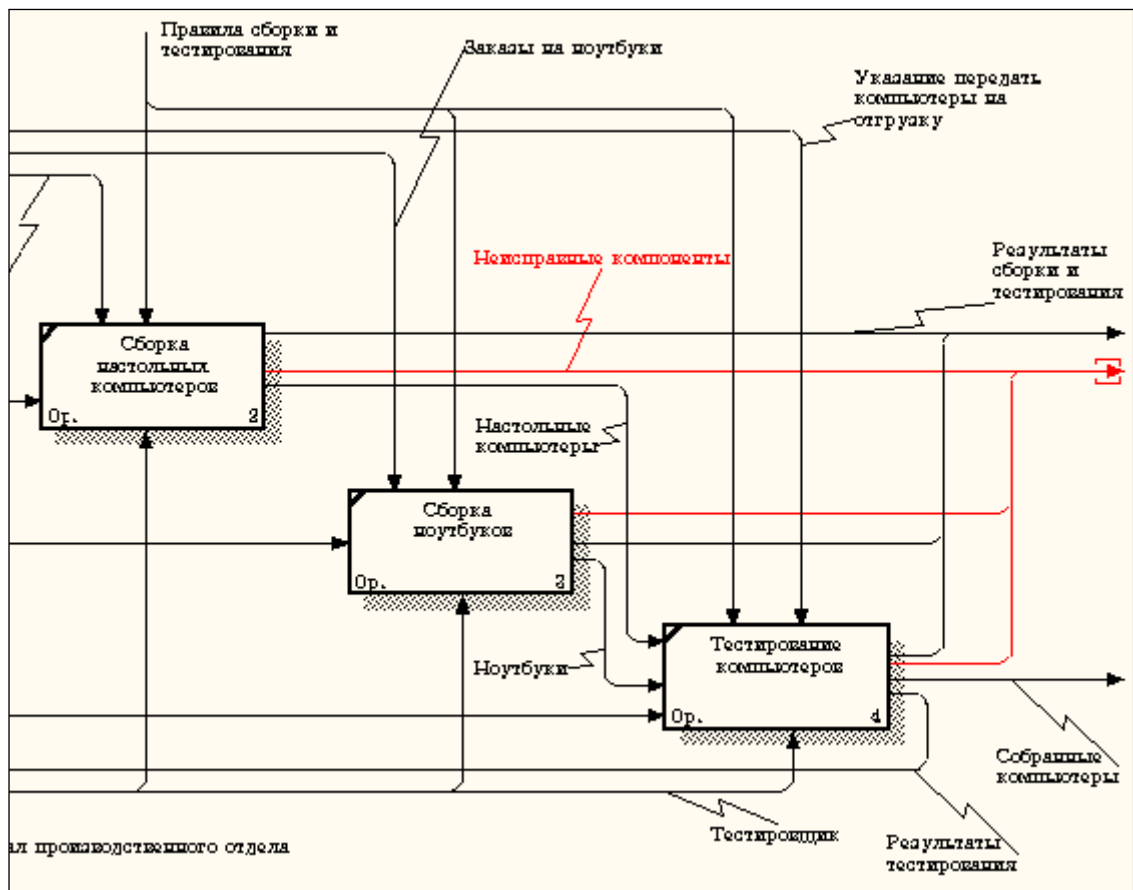 Правила сборки и
тестирования
Заказы на ноутбуки
Указание передать
компьютеры на
отгрузку
Неисправные компоненты
Результаты
сборки и
тестирования
Сборка
настольных
компьютеров
0р.
2
Настольные
компьютеры
Сборка
ноутбуков
0р.
3
Ноутбуки
Тестирование
компьютеров
0р.
4
Собранные
компьютеры
Тестировщик
Результаты
тестирования
ал производственного отдела